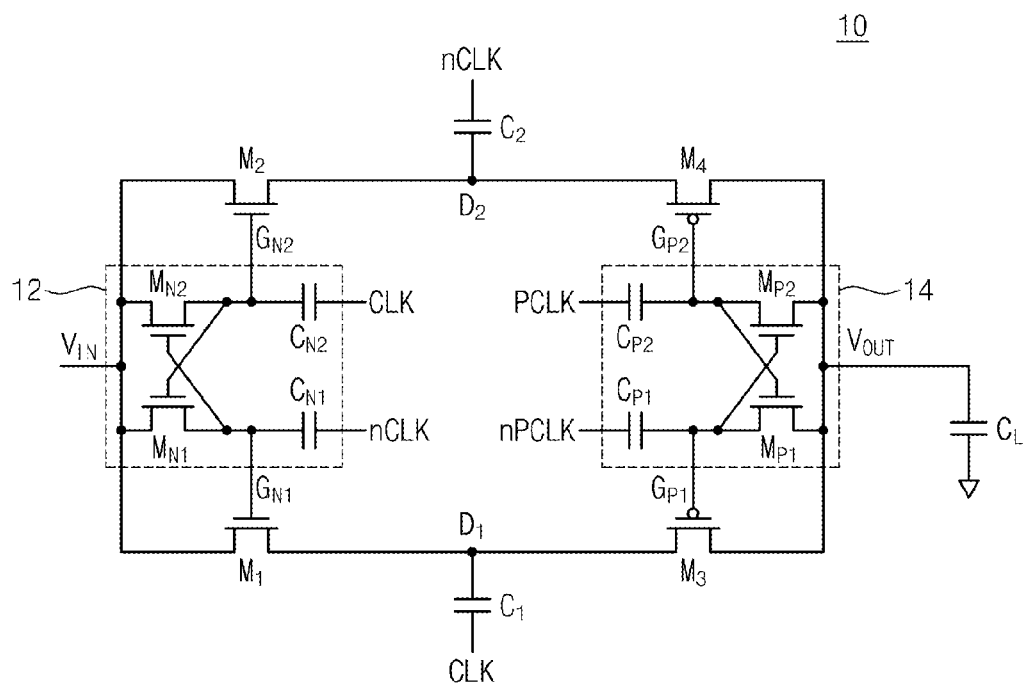 10
nCLK
C2
M2
M4
D2
GN2
GP2
12
MN2
CLK
PCLK
MP2
14
CN2
CP2
VIN
VOUT
CN1
CP1
nCLK
nPCLK
MN1
MP1
CL
GN1
GP1
D1
M1
M3
C1
CLK